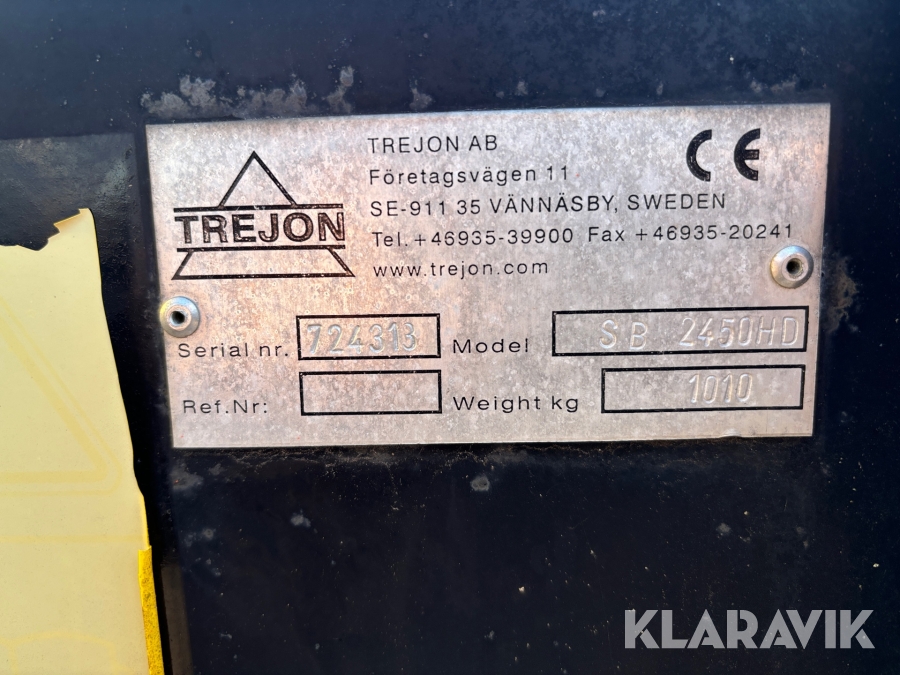 TREJON
TREJON AB
Företagsvägen 11
SE-911 35 VÄNNÄSBY, SWEDEN
Tel. +46935-39900 Fax +46935-20241
www.trejon.com
CE
Serial nr. 724313 Model SB 2450HD
Ref.Nr: Weight kg 1010
KLARAVIK